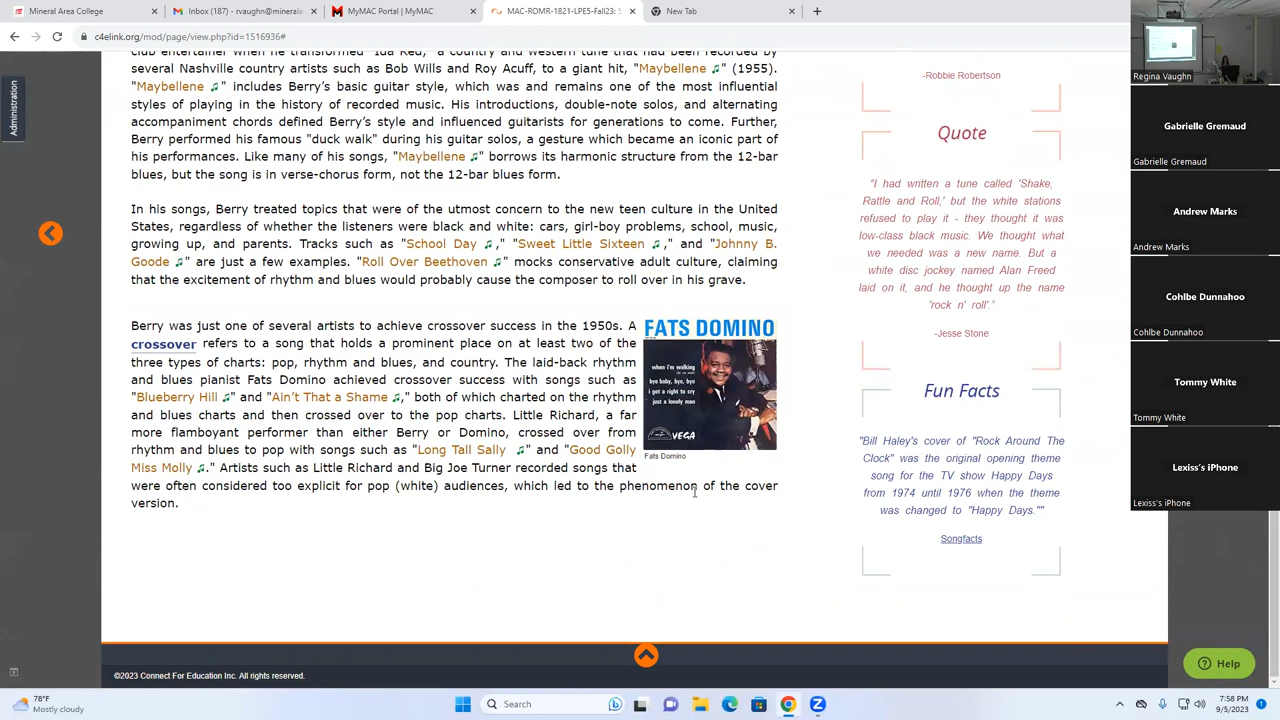 Mineral Area College
Inbox (187) - rvaughn@mineralar
MyMAC Portal | MyMAC
MAC-ROMR-1821-LPE5-Fall23: S
New Tab
c4elink.org/mod/page/view.php?id=1516936#
Administration
club entertainer when he transformed "Ida Red," a country and western tune that had been recorded by
several Nashville country artists such as Bob Wills and Roy Acuff, to a giant hit, "Maybellene ♫" (1955).
"Maybellene ♫" includes Berry's basic guitar style, which was and remains one of the most influential
styles of playing in the history of recorded music. His introductions, double-note solos, and alternating
accompaniment chords defined Berry's style and influenced guitarists for generations to come. Further,
Berry performed his famous "duck walk" during his guitar solos, a gesture which became an iconic part of
his performances. Like many of his songs, "Maybellene ♫" borrows its harmonic structure from the 12-bar
blues, but the song is in verse-chorus form, not the 12-bar blues form.
In his songs, Berry treated topics that were of the utmost concern to the new teen culture in the United
States, regardless of whether the listeners were black and white: cars, girl-boy problems, school, music,
growing up, and parents. Tracks such as "School Day ♫," "Sweet Little Sixteen ♫," and "Johnny B.
Goode ♫" are just a few examples. "Roll Over Beethoven ♫" mocks conservative adult culture, claiming
that the excitement of rhythm and blues would probably cause the composer to roll over in his grave.
Berry was just one of several artists to achieve crossover success in the 1950s. A
crossover refers to a song that holds a prominent place on at least two of the
three types of charts: pop, rhythm and blues, and country. The laid-back rhythm
and blues pianist Fats Domino achieved crossover success with songs such as
"Blueberry Hill ♫" and "Ain't That a Shame ♫," both of which charted on the rhythm
and blues charts and then crossed over to the pop charts. Little Richard, a far
more flamboyant performer than either Berry or Domino, crossed over from
rhythm and blues to pop with songs such as "Long Tall Sally ♫" and "Good Golly
Miss Molly ♫." Artists such as Little Richard and Big Joe Turner recorded songs that
were often considered too explicit for pop (white) audiences, which led to the phenomenon of the cover
version.
FATS DOMINO
when i'm walking
bye baby, bye, bye
i got a right to cry
just a lonely man
VEGA
Fats Domino
-Robbie Robertson
Quote
"I had written a tune called 'Shake,
Rattle and Roll,' but the white stations
refused to play it - they thought it was
low-class black music. We thought what
we needed was a new name. But a
white disc jockey named Alan Freed
laid on it, and he thought up the name
'rock n' roll'."
-Jesse Stone
Fun Facts
"Bill Haley's cover of "Rock Around The
Clock" was the original opening theme
song for the TV show Happy Days
from 1974 until 1976 when the theme
was changed to "Happy Days.""
Songfacts
©2023 Connect For Education Inc. All rights reserved.
Help
Regina Vaughn
Gabrielle Gremaud
Gabrielle Gremaud
Andrew Marks
Andrew Marks
Cohlbe Dunnahoo
Cohlbe Dunnahoo
Tommy White
Tommy White
Lexiss's iPhone
Lexiss's iPhone
78°F
Mostly cloudy
Search
7:58 PM
9/5/2023